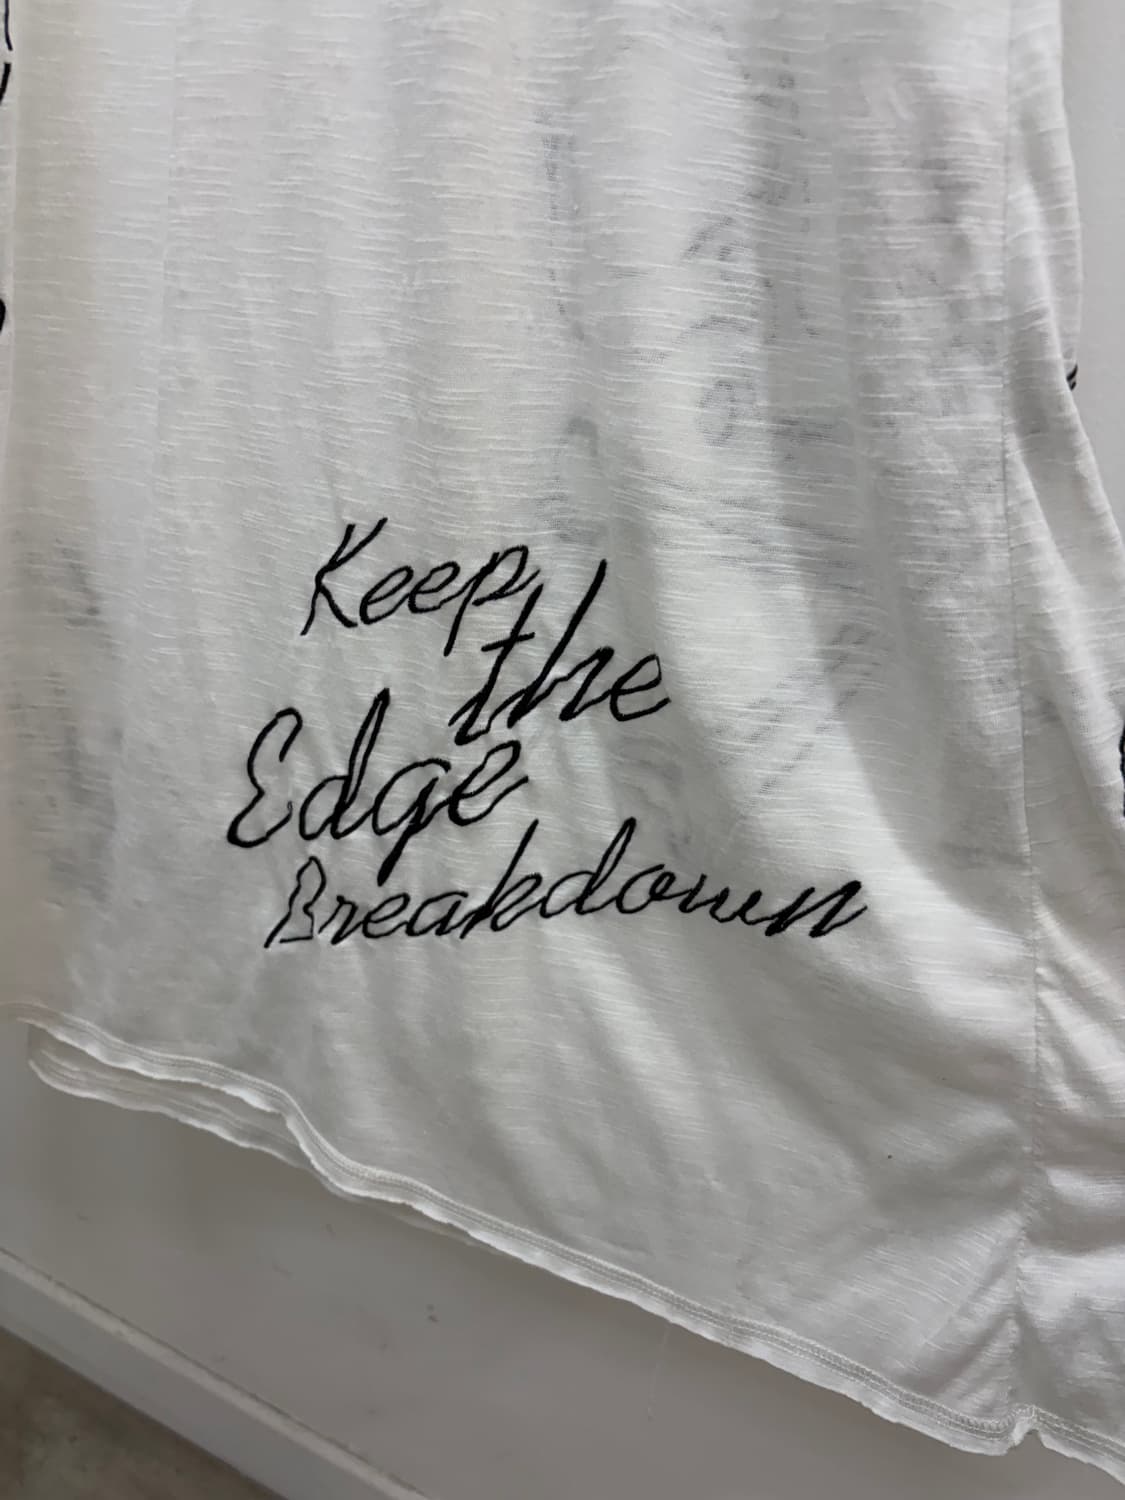 Keep
the
Edge
Breakdown